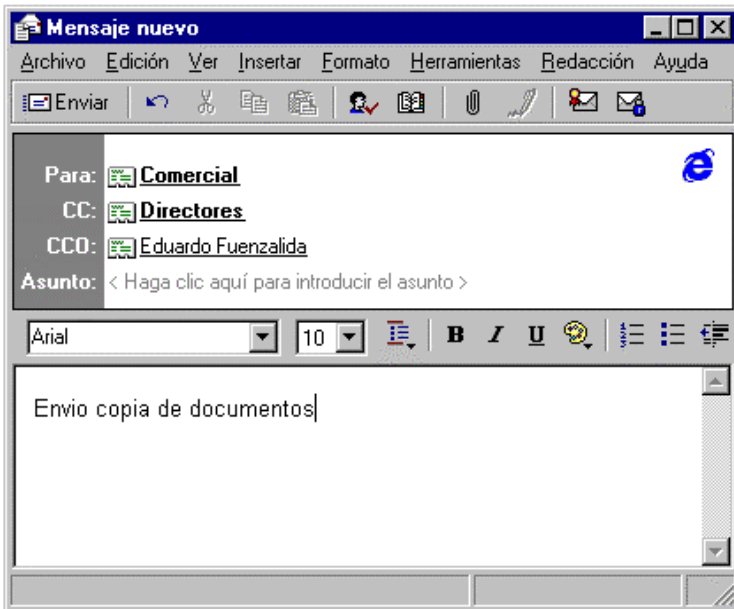 Mensaje nuevo
Archivo Edición Ver Insertar Formato Herramientas Redacción Ayuda
Enviar
Para: Comercial
CC: Directores
CCO: Eduardo Fuenzalida
Asunto: < Haga clic aquí para introducir el asunto >
Arial 10 B I U
Envio copia de documentos